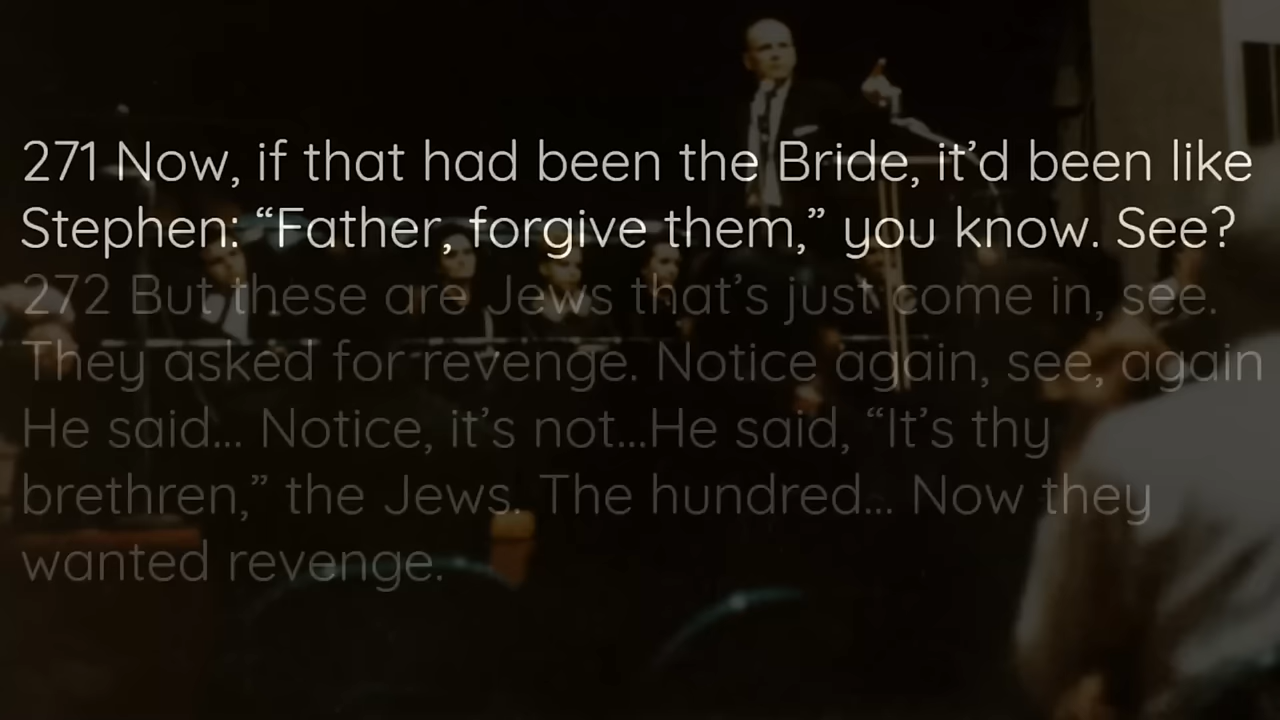 271 Now, if that had been the Bride, it’d been like
Stephen: “Father, forgive them,” you know. See?
272 But these are Jews that’s just come in, see.
They asked for revenge. Notice again, see, again
He said... Notice, it’s not...He said, “It’s thy
brethren,” the Jews. The hundred... Now they
wanted revenge.